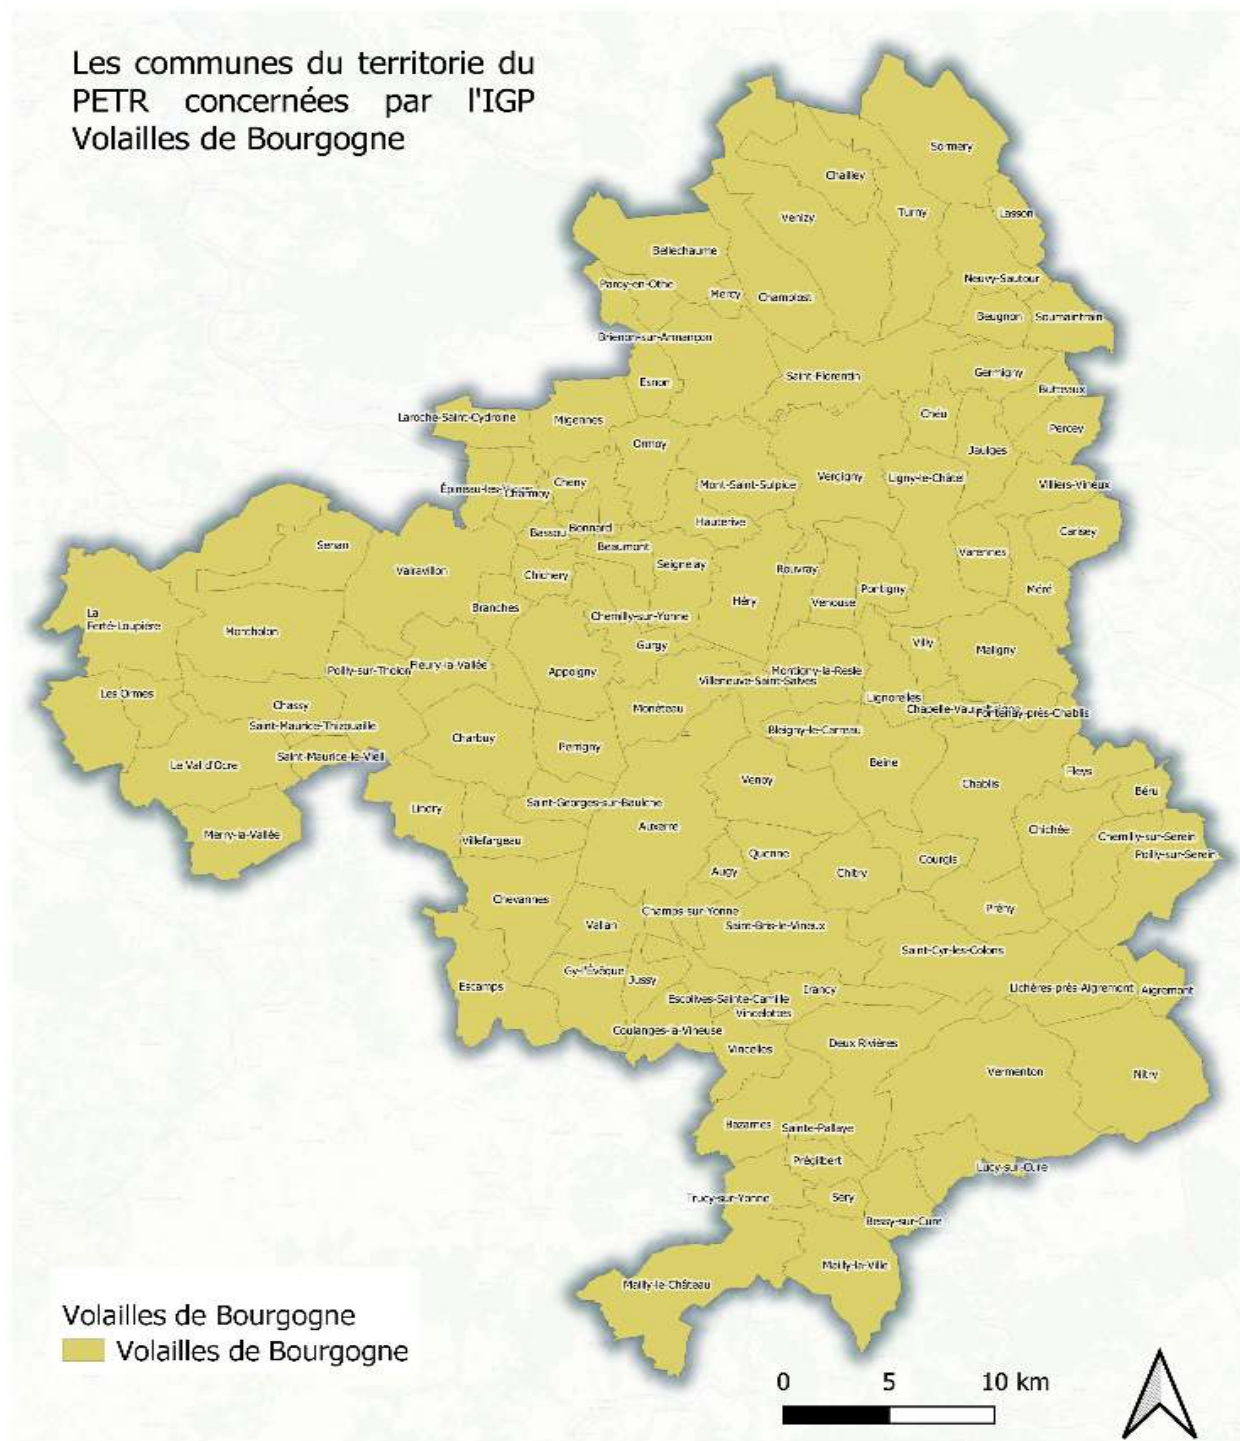 Les communes du territorie du
PETR concernées par l'IGP
Volailles de Bourgogne
Sormery
Chailley
Turny
Lasson
Venizy
Bellechaume
Neuvy-Sautour
Paroy-en-Othe
Mercy
Champlost
Beugnon
Soumaintrain
Brienon-sur-Armançon
Saint-Florentin
Germigny
Esnon
Butteaux
Laroche-Saint-Cydroine
Migennes
Chéu
Percey
Ormoy
Jaulges
Vergigny
Ligny-le-Châtel
Cheny
Mont-Saint-Sulpice
Villiers-Vineux
Charmoy
Hauterive
Bassou
Bonnard
Carisey
Senan
Beaumont
Varennes
Seignelay
Valravillon
Chichery
Rouvray
Pontigny
Méré
Branches
Héry
Venouse
La
Ferté-Loupière
Chemilly-sur-Yonne
Montholon
Gurgy
Villy
Maligny
Poilly-sur-Tholon
Fleury-la-Vallée
Appoigny
Montigny-la-Resle
Villeneuve-Saint-Salves
Les Ormes
Lignorelles
Chassy
Monéteau
Fontenay-près-Chablis
Saint-Maurice-Thizouaille
Bleigny-le-Carreau
Charbuy
Perrigny
Saint-Maurice-le-Vieil
Le Val d'Ocre
Beine
Fleys
Venoy
Chablis
Béru
Lindry
Saint-Georges-sur-Baulche
Auxerre
Chichée
Merry-la-Vallée
Villefargeau
Chemilly-sur-Serein
Quenne
Poilly-sur-Serein
Courgis
Augy
Chitry
Chevannes
Préhy
Champs-sur-Yonne
Vallan
Saint-Bris-le-Vineux
Saint-Cyr-les-Colons
Gy-l'Évêque
Jussy
Escamps
Irancy
Lichères-près-Aigremont
Aigremont
Escolives-Sainte-Camille
Vincelottes
Coulanges-la-Vineuse
Deux Rivières
Vincelles
Vermenton
Nitry
Bazarnes
Sainte-Pallaye
Prégilbert
Lucy-sur-Cure
Trucy-sur-Yonne
Sery
Bessy-sur-Cure
Mailly-la-Ville
Mailly-le-Château
Volailles de Bourgogne
Volailles de Bourgogne
0 5 10 km